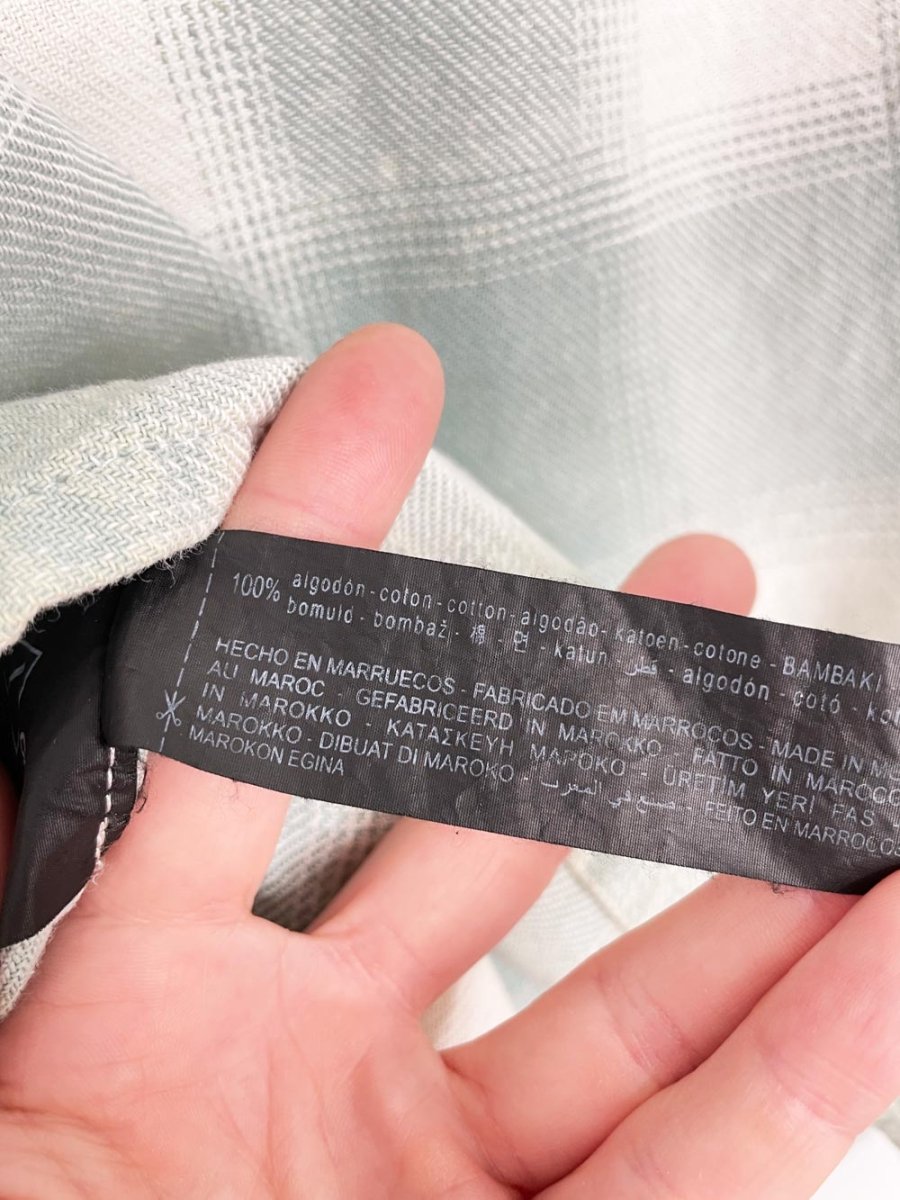 100% algodón - coton - cotton - algodão - katoen - cotone - BAMBAKI
bomuld - bombaž - 棉 - 면 - katun - قطن - algodón - cotó - kot
HECHO EN MARRUECOS - FABRICADO EM MARROCOS - MADE IN
AU MAROC - GEFABRICEERD IN MAROKKO - FATTO IN MAROCC
IN MAROKKO - ΚΑΤΑΣΚΕΥΗ ΜΑΡΟΚΟ - ÜRETIM YERI FAS
MAROKKO - DIBUAT DI MAROKO - صنع في المغرب - FEITO EN MARROCOS
MAROKON EGINA